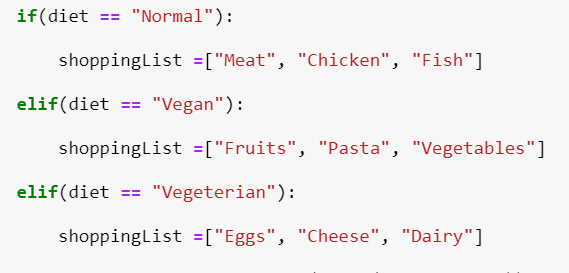 if(diet == "Normal"):
shoppingList =["Meat", "Chicken", "Fish"]
elif(diet == "Vegan"):
shoppingList =["Fruits", "Pasta", "Vegetables"]
elif(diet == "Vegeterian"):
shoppingList =["Eggs", "Cheese", "Dairy"]